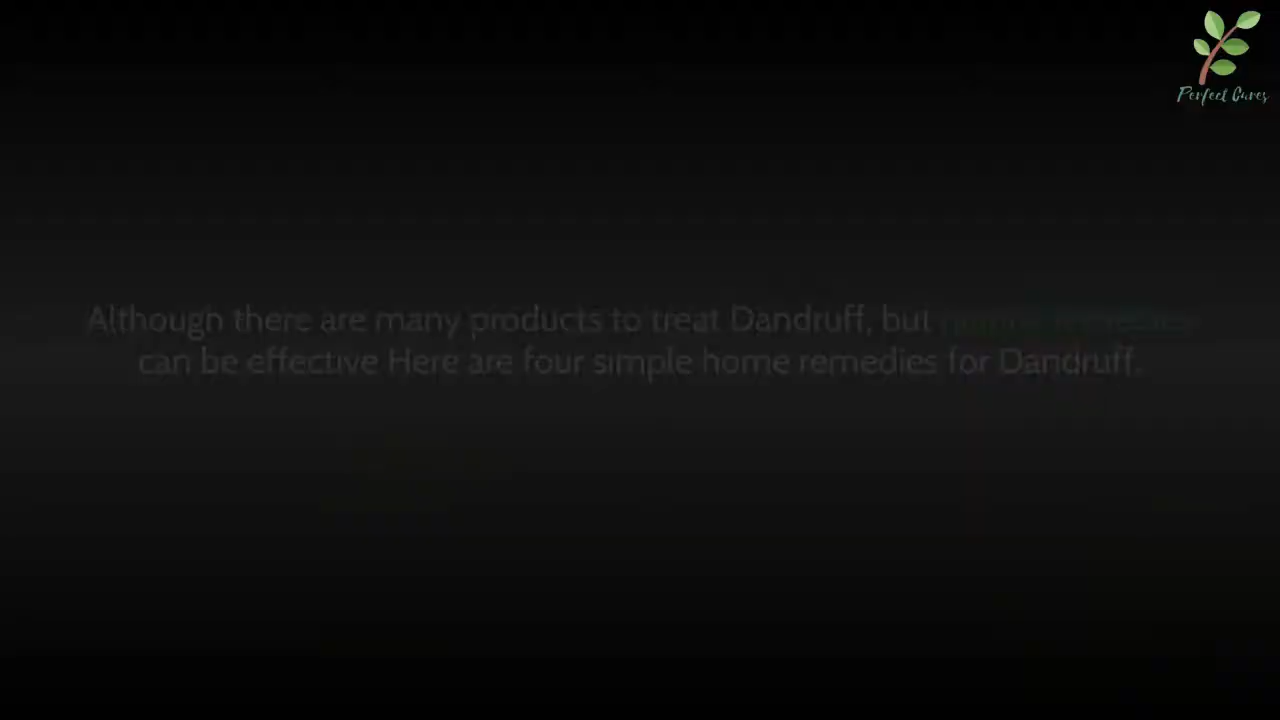 Perfect Cures
Although there are many products to treat Dandruff, but
can be effective Here are four simple home remedies for Dandruff.